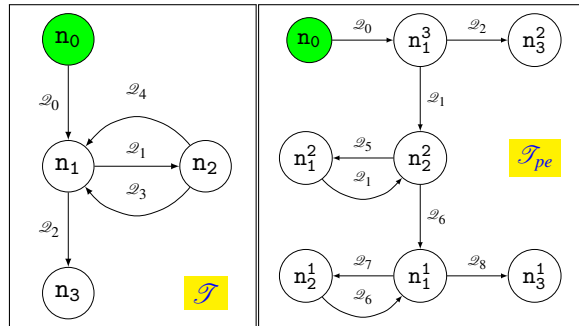 n₀
𝒬₀
𝒬₄
n₁
𝒬₁
n₂
𝒬₃
𝒬₂
n₃
𝒯
n₀
𝒬₀
n₁³
𝒬₂
n₃²
𝒬₁
n₁²
𝒬₅
n₂²
𝒬₁
𝒯ₚₑ
𝒬₆
n₂¹
𝒬₇
n₁¹
𝒬₈
n₃¹
𝒬₆